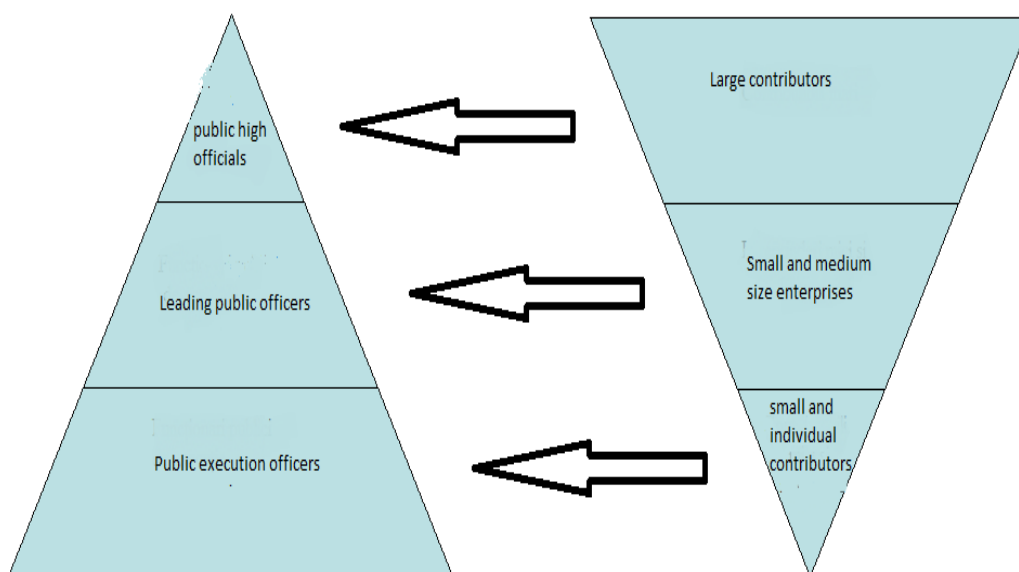 public high
officials
Leading public officers
Public execution officers
Large contributors
Small and medium
size enterprises
small and
individual
contributors